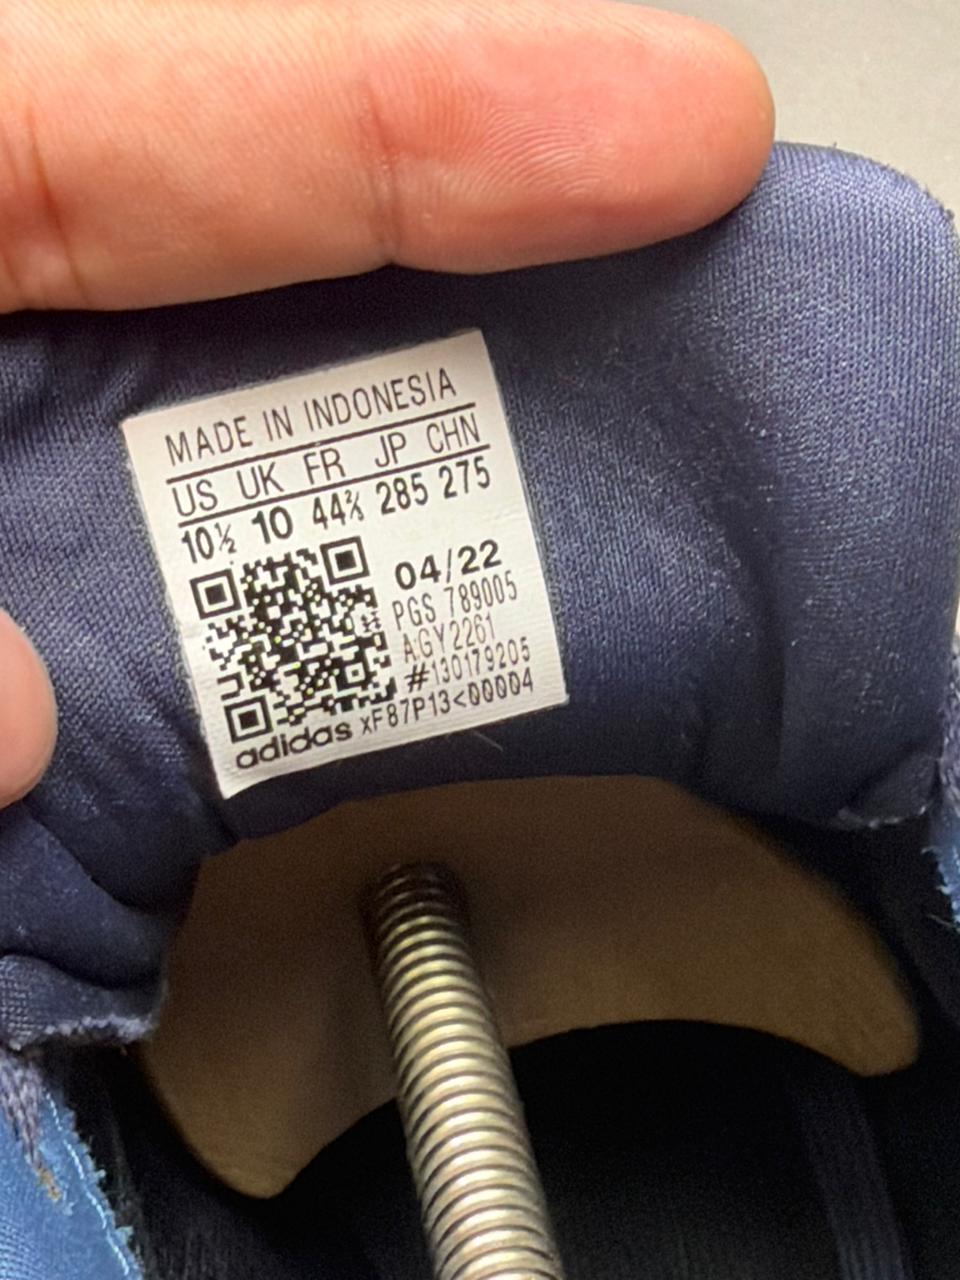 MADE IN INDONESIA
US UK FR JP CHN
10½ 10 44⅔ 285 275
04/22
PGS 789005
AGY2261
#130179205
adidas xF87P13<00004